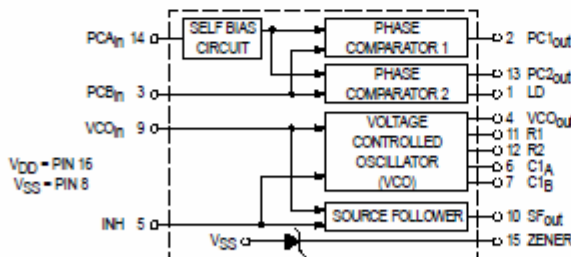 PCAin 14
SELF BIAS
CIRCUIT
PHASE
COMPARATOR 1
2 PC1out
PCBin 3
PHASE
COMPARATOR 2
13 PC2out
1 LD
VCOin 9
VOLTAGE
CONTROLLED
OSCILLATOR
(VCO)
4 VCOout
11 R1
12 R2
6 C1A
7 C1B
VDD = PIN 16
VSS = PIN 8
INH 5
SOURCE FOLLOWER
10 SFout
VSS
15 ZENER